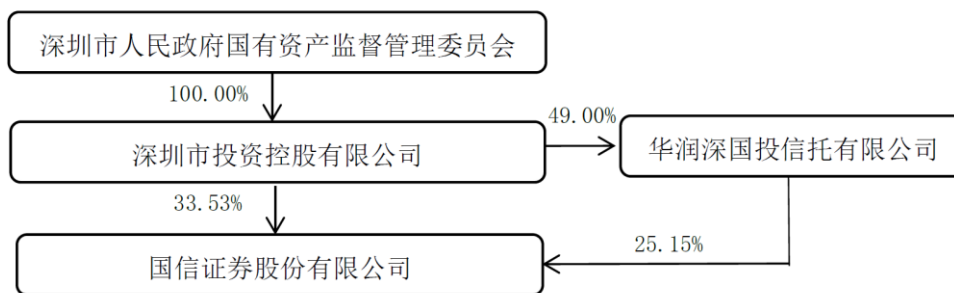 深圳市人民政府国有资产监督管理委员会
100.00%
49.00%
深圳市投资控股有限公司
华润深国投信托有限公司
33.53%
25.15%
国信证券股份有限公司